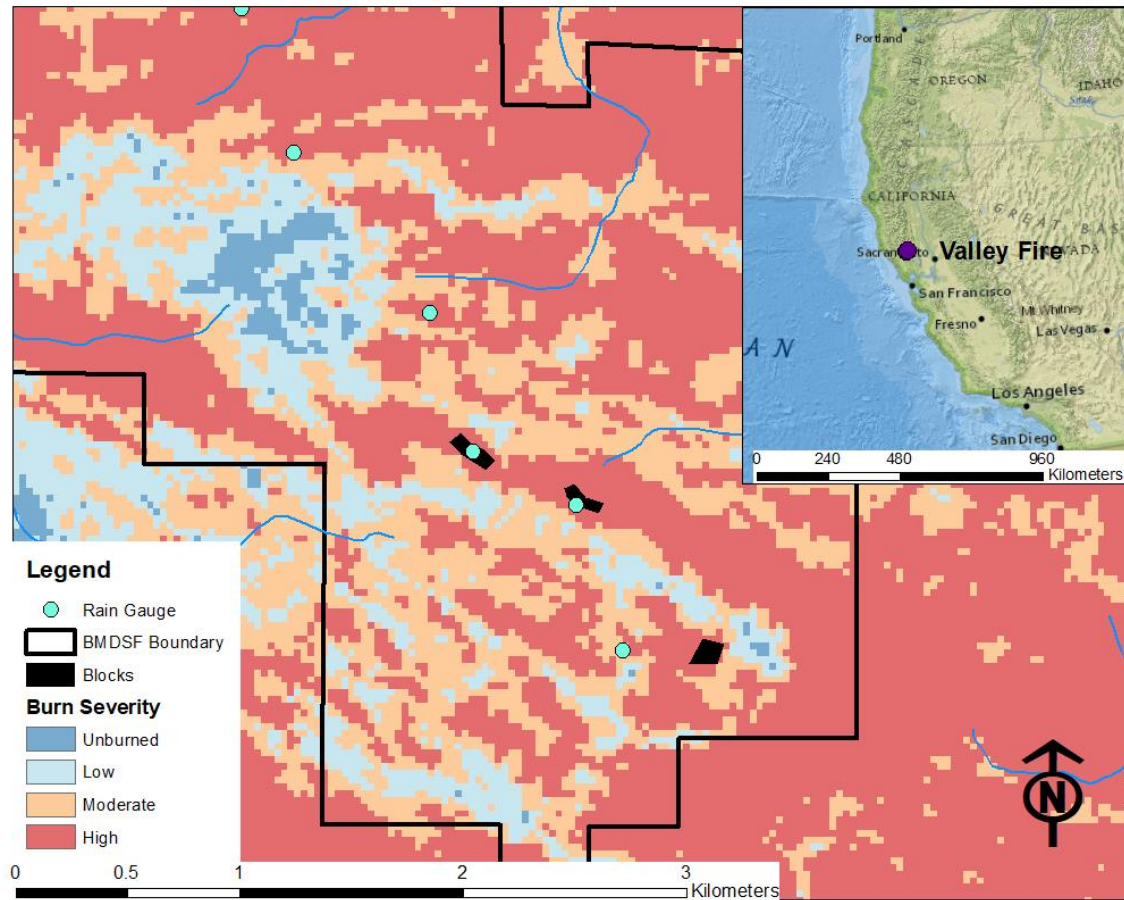 Portland
OREGON
IDAHO
CASCADE
CALIFORNIA
GREAT BAS
Sacramento
VADA
Valley Fire
San Francisco
Mt Whitney
Fresno
Las Vegas
AN
Los Angeles
San Diego
0 240 480 960
Kilometers
Legend
Rain Gauge
BMDSF Boundary
Blocks
Burn Severity
Unburned
Low
Moderate
High
N
0 0.5 1 2 3
Kilometers